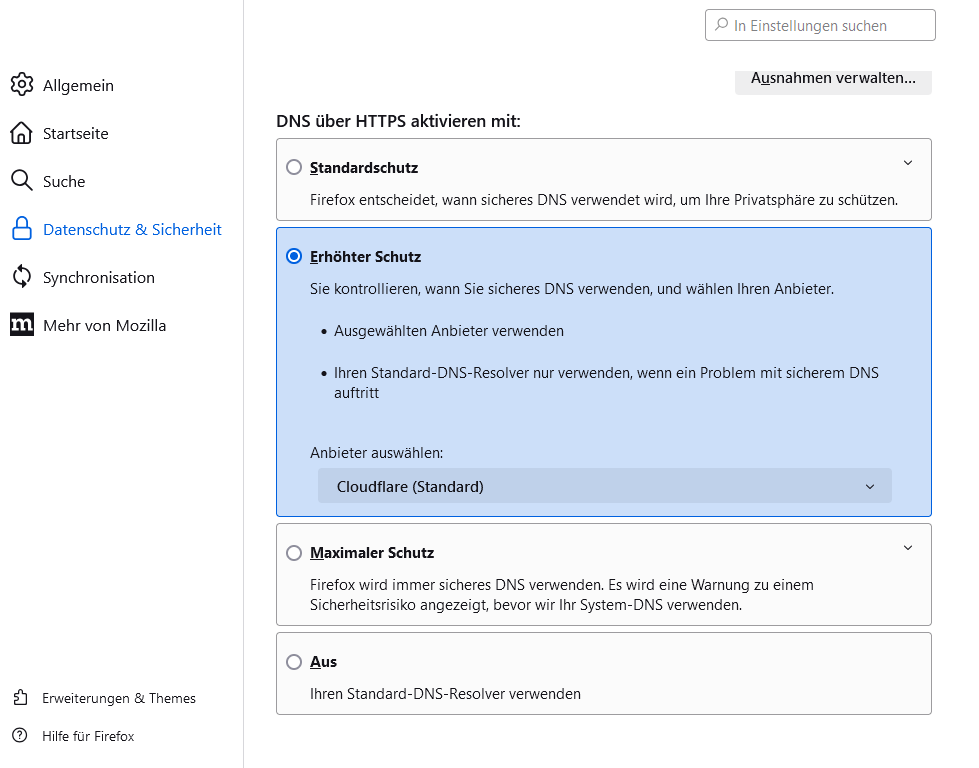 In Einstellungen suchen
Allgemein
Startseite
Suche
Datenschutz & Sicherheit
Synchronisation
m
Mehr von Mozilla
Erweiterungen & Themes
Hilfe für Firefox
Ausnahmen verwalten...
DNS über HTTPS aktivieren mit:
Standardschutz
Firefox entscheidet, wann sicheres DNS verwendet wird, um Ihre Privatsphäre zu schützen.
Erhöhter Schutz
Sie kontrollieren, wann Sie sicheres DNS verwenden, und wählen Ihren Anbieter.
• Ausgewählten Anbieter verwenden
• Ihren Standard-DNS-Resolver nur verwenden, wenn ein Problem mit sicherem DNS
auftritt
Anbieter auswählen:
Cloudflare (Standard)
Maximaler Schutz
Firefox wird immer sicheres DNS verwenden. Es wird eine Warnung zu einem
Sicherheitsrisiko angezeigt, bevor wir Ihr System-DNS verwenden.
Aus
Ihren Standard-DNS-Resolver verwenden